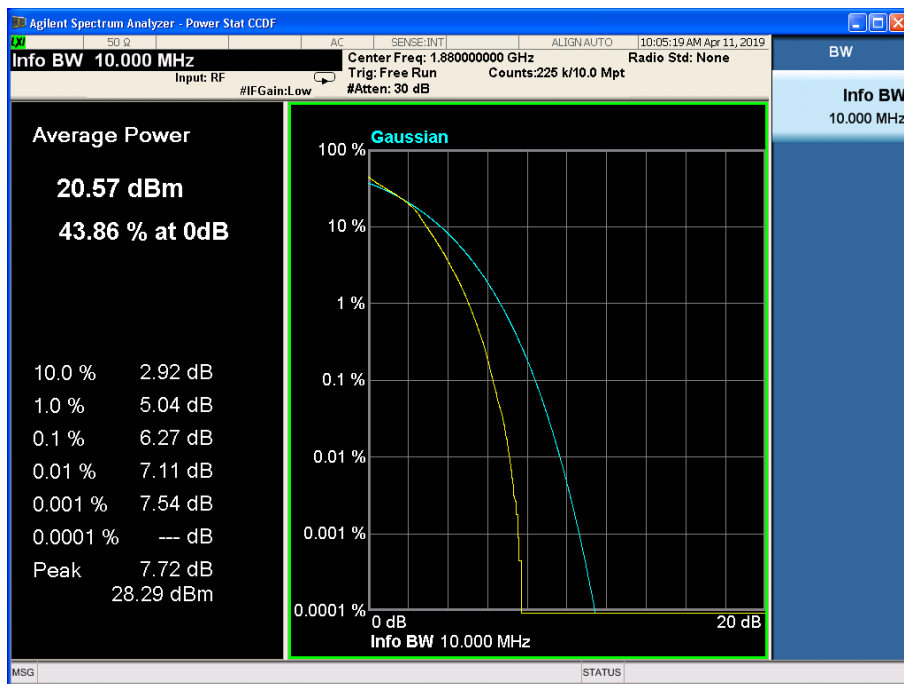 Agilent Spectrum Analyzer - Power Stat CCDF
LXI 50 Ω AC SENSE:INT ALIGN AUTO 10:05:19 AM Apr 11, 2019
Info BW 10.000 MHz
Input: RF
#IFGain:Low
Center Freq: 1.880000000 GHz
Radio Std: None
Trig: Free Run
Counts:225 k/10.0 Mpt
#Atten: 30 dB
BW
Info BW
10.000 MHz
Average Power
20.57 dBm
43.86 % at 0dB
10.0 % 2.92 dB
1.0 % 5.04 dB
0.1 % 6.27 dB
0.01 % 7.11 dB
0.001 % 7.54 dB
0.0001 % --- dB
Peak 7.72 dB
28.29 dBm
Gaussian
100 %
10 %
1 %
0.1 %
0.01 %
0.001 %
0.0001 %
0 dB
20 dB
Info BW 10.000 MHz
MSG
STATUS